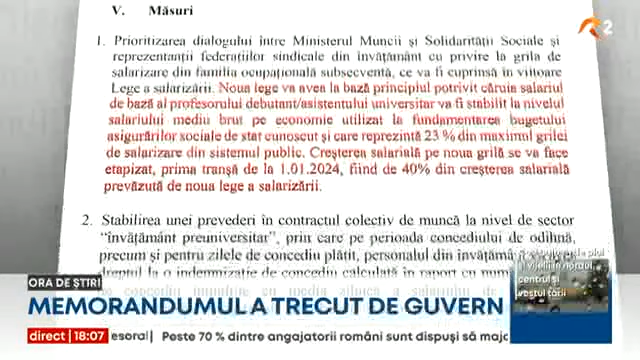 V. Măsuri
2
1. Prioritizarea dialogului între Ministerul Muncii și Solidarității Sociale și
reprezentanții federațiilor sindicale din învățământ cu privire la grila de
salarizare din familia ocupațională subsecventă, ce va fi cuprinsă în viitoare
Lege a salarizării. Noua lege va avea la bază principiul potrivit căruia salariul
de bază al profesorului debutant/asistentului universitar va fi stabilit la nivelul
salariului mediu brut pe economie utilizat la fundamentarea bugetului
asigurărilor sociale de stat cunoscut și care reprezintă 23 % din maximul grilei
de salarizare din sistemul public. Creșterea salarială pe noua grilă se va face
etapizat, prima tranșă de la 1.01.2024, fiind de 40% din creșterea salarială
prevăzută de noua lege a salarizării.
2. Stabilirea unei prevederi în contractul colectiv de muncă la nivel de sector
"învățământ preuniversitar", prin care pe perioada concediului de odihnă,
precum și pentru zilele de concediu plătit, personalul din învățămâ
dreptul la o indemnizație de concediu calculată în raport cu num
ORA DE ȘTIRI
MEMORANDUMUL A TRECUT DE GUVERN
centrul și
vestul țării
direct 18:07 esoral| Peste 70 % dintre angajatorii români sunt dispuși să majo